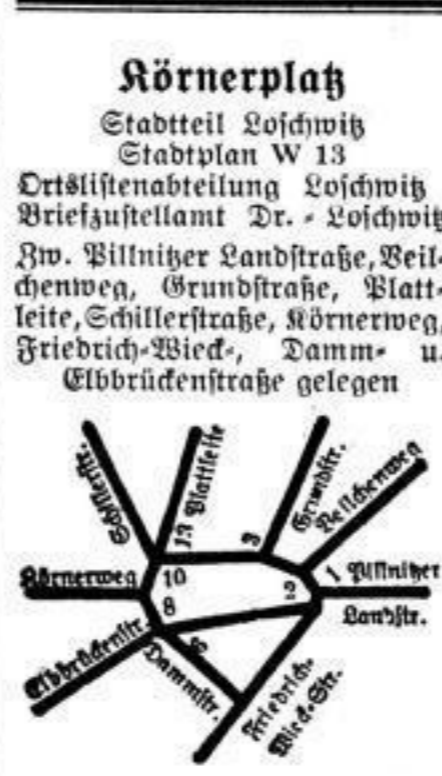 Körnerplatz
Stadtteil Loschwitz
Stadtplan W 13
Ortslistenabteilung Loschwitz
Briefzustellamt Dr.-Loschwitz
Zw. Pillnitzer Landstraße, Veil-
chenweg, Grundstraße, Platt-
leite, Schillerstraße, Körnerweg,
Friedrich-Wieck-, Damm- u.
Elbbrückenstraße gelegen
Schillerstr.
13 Plattleite
3
Grundstr.
Veilchenweg
Körnerweg
10
8
2
1 Pillnitzer
Landstr.
Elbbrückenstr.
Dammstr.
6
Friedrich-
Wieck-Str.